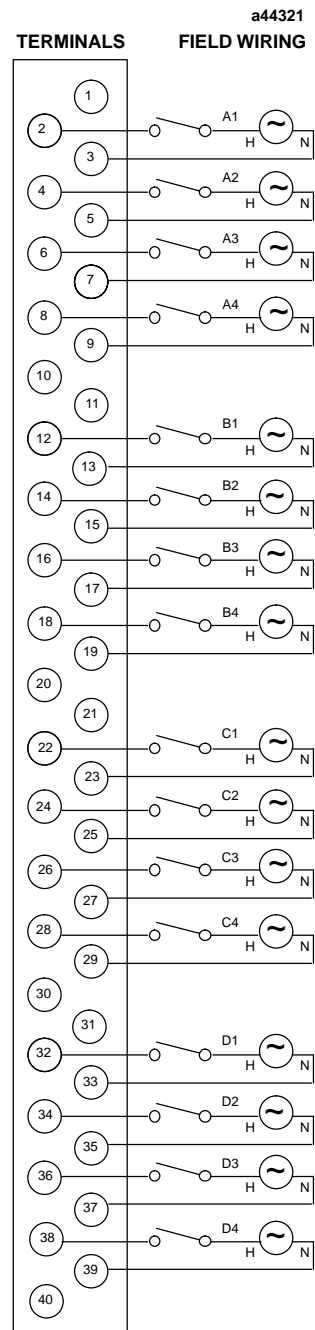 a44321
TERMINALS FIELD WIRING
1
2 A1 ~
H N
3
4 A2 ~
H N
5
6 A3 ~
H N
7
8 A4 ~
H N
9
10
11
12 B1 ~
H N
13
14 B2 ~
H N
15
16 B3 ~
H N
17
18 B4 ~
H N
19
20
21
22 C1 ~
H N
23
24 C2 ~
H N
25
26 C3 ~
H N
27
28 C4 ~
H N
29
30
31
32 D1 ~
H N
33
34 D2 ~
H N
35
36 D3 ~
H N
37
38 D4 ~
H N
39
40